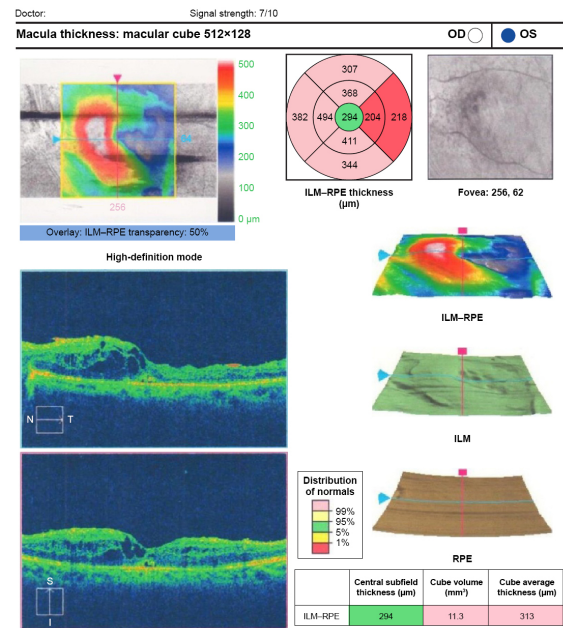 Doctor: Signal strength: 7/10
Macula thickness: macular cube 512×128 OD OS
500
400
300
200
100
0 µm
256
Overlay: ILM–RPE transparency: 50%
307
368
382 494 294 204 218
411
344
ILM–RPE thickness
(µm)
Fovea: 256, 62
High-definition mode
N T
S
I
ILM–RPE
ILM
RPE
Distribution
of normals
99%
95%
5%
1%
Central subfield
thickness (µm)
Cube volume
(mm³)
Cube average
thickness (µm)
ILM–RPE 294 11.3 313